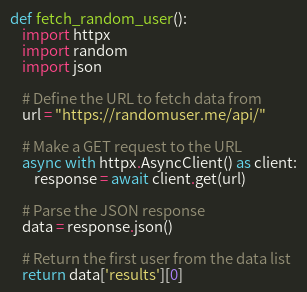 def fetch_random_user():
    import httpx
    import random
    import json

    # Define the URL to fetch data from
    url = "https://randomuser.me/api/"

    # Make a GET request to the URL
    async with httpx.AsyncClient() as client:
        response = await client.get(url)

    # Parse the JSON response
    data = response.json()

    # Return the first user from the data list
    return data['results'][0]